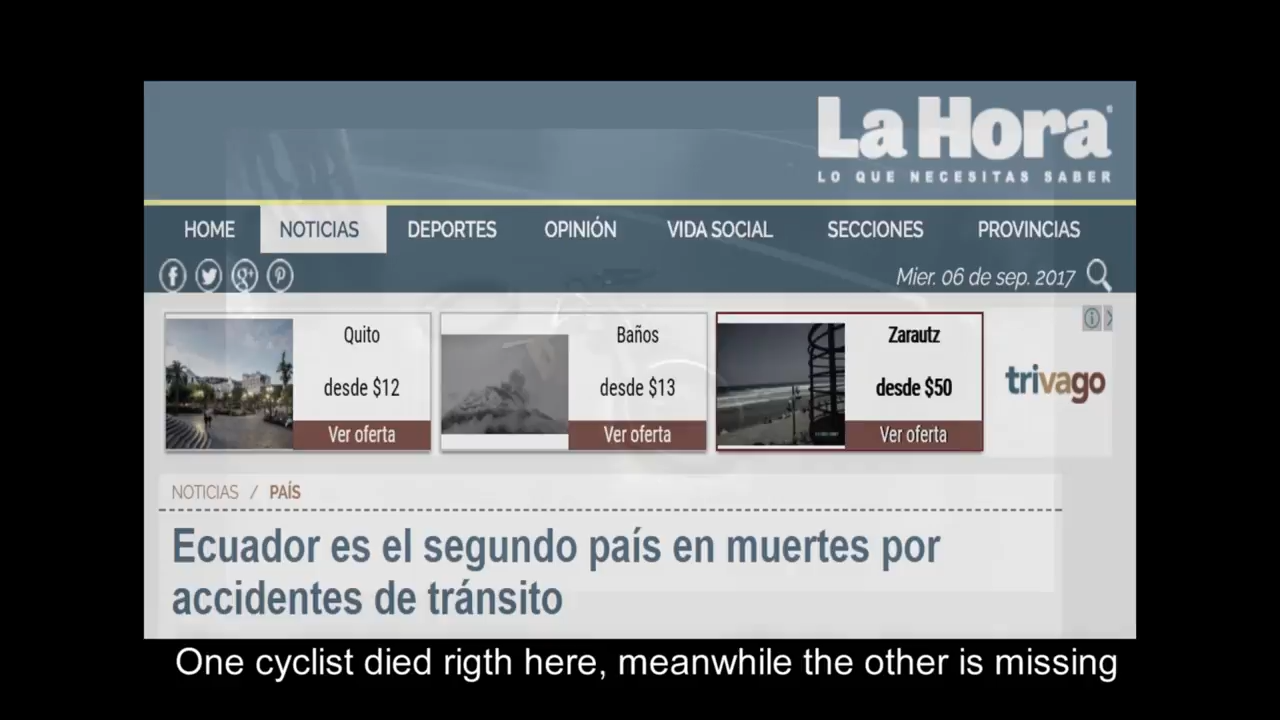 La Hora
LO QUE NECESITAS SABER
HOME NOTICIAS DEPORTES OPINIÓN VIDA SOCIAL SECCIONES PROVINCIAS
Mier. 06 de sep. 2017
Quito
desde $12
Ver oferta
Baños
desde $13
Ver oferta
Zarautz
desde $50
Ver oferta
trivago
NOTICIAS / PAÍS
Ecuador es el segundo país en muertes por
accidentes de tránsito
One cyclist died rigth here, meanwhile the other is missing